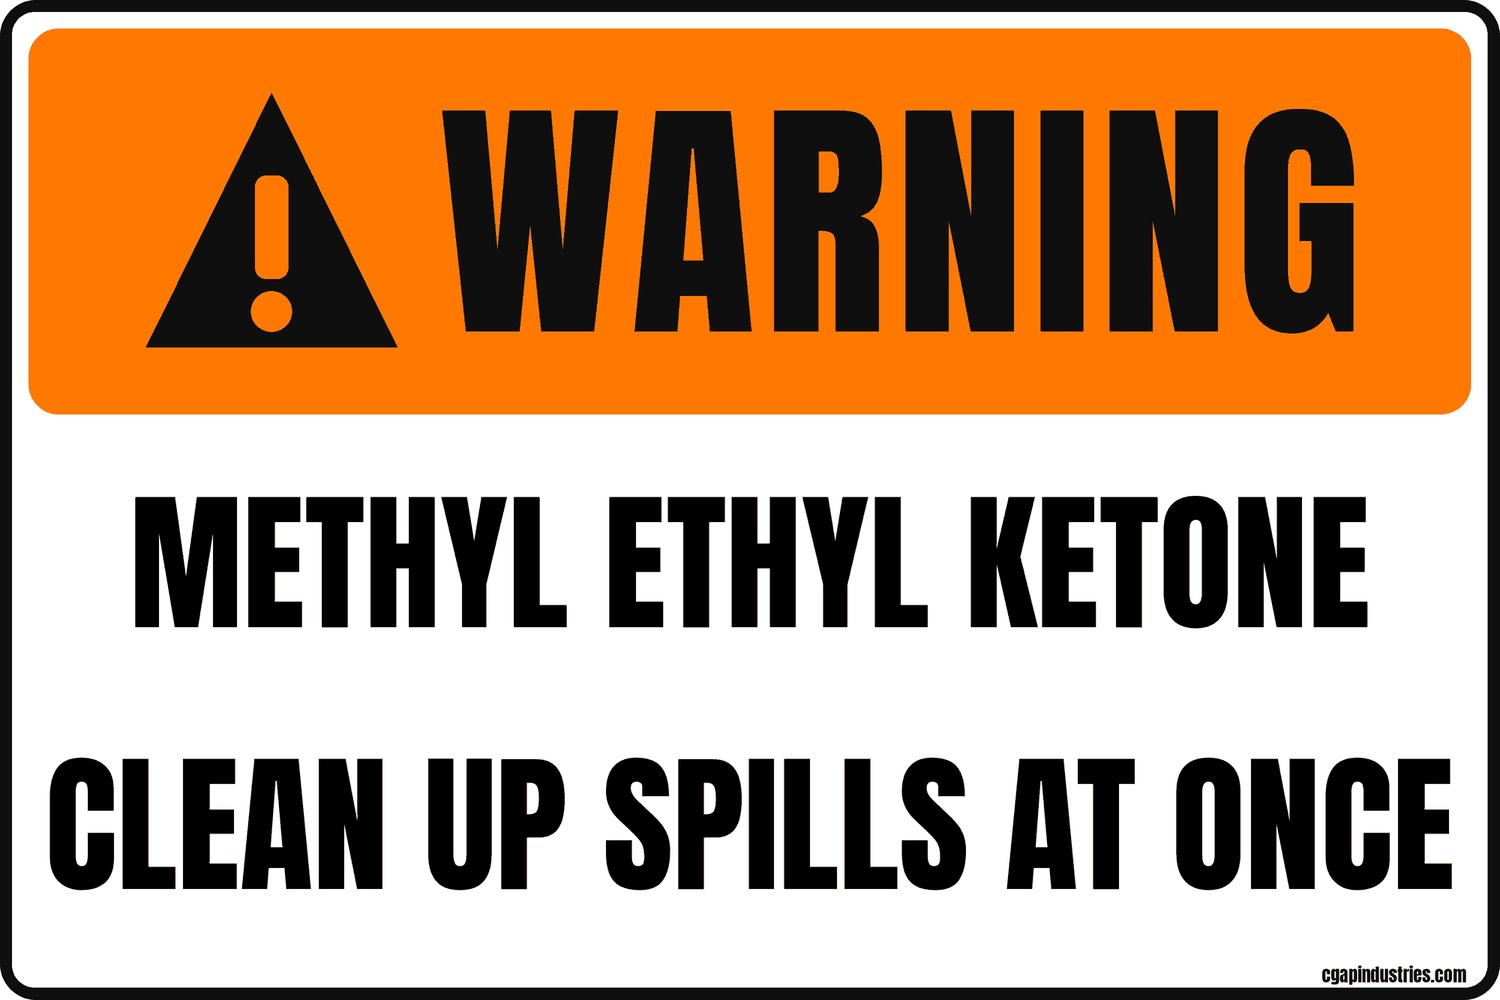 WARNING
METHYL ETHYL KETONE
CLEAN UP SPILLS AT ONCE
cgapindustries.com